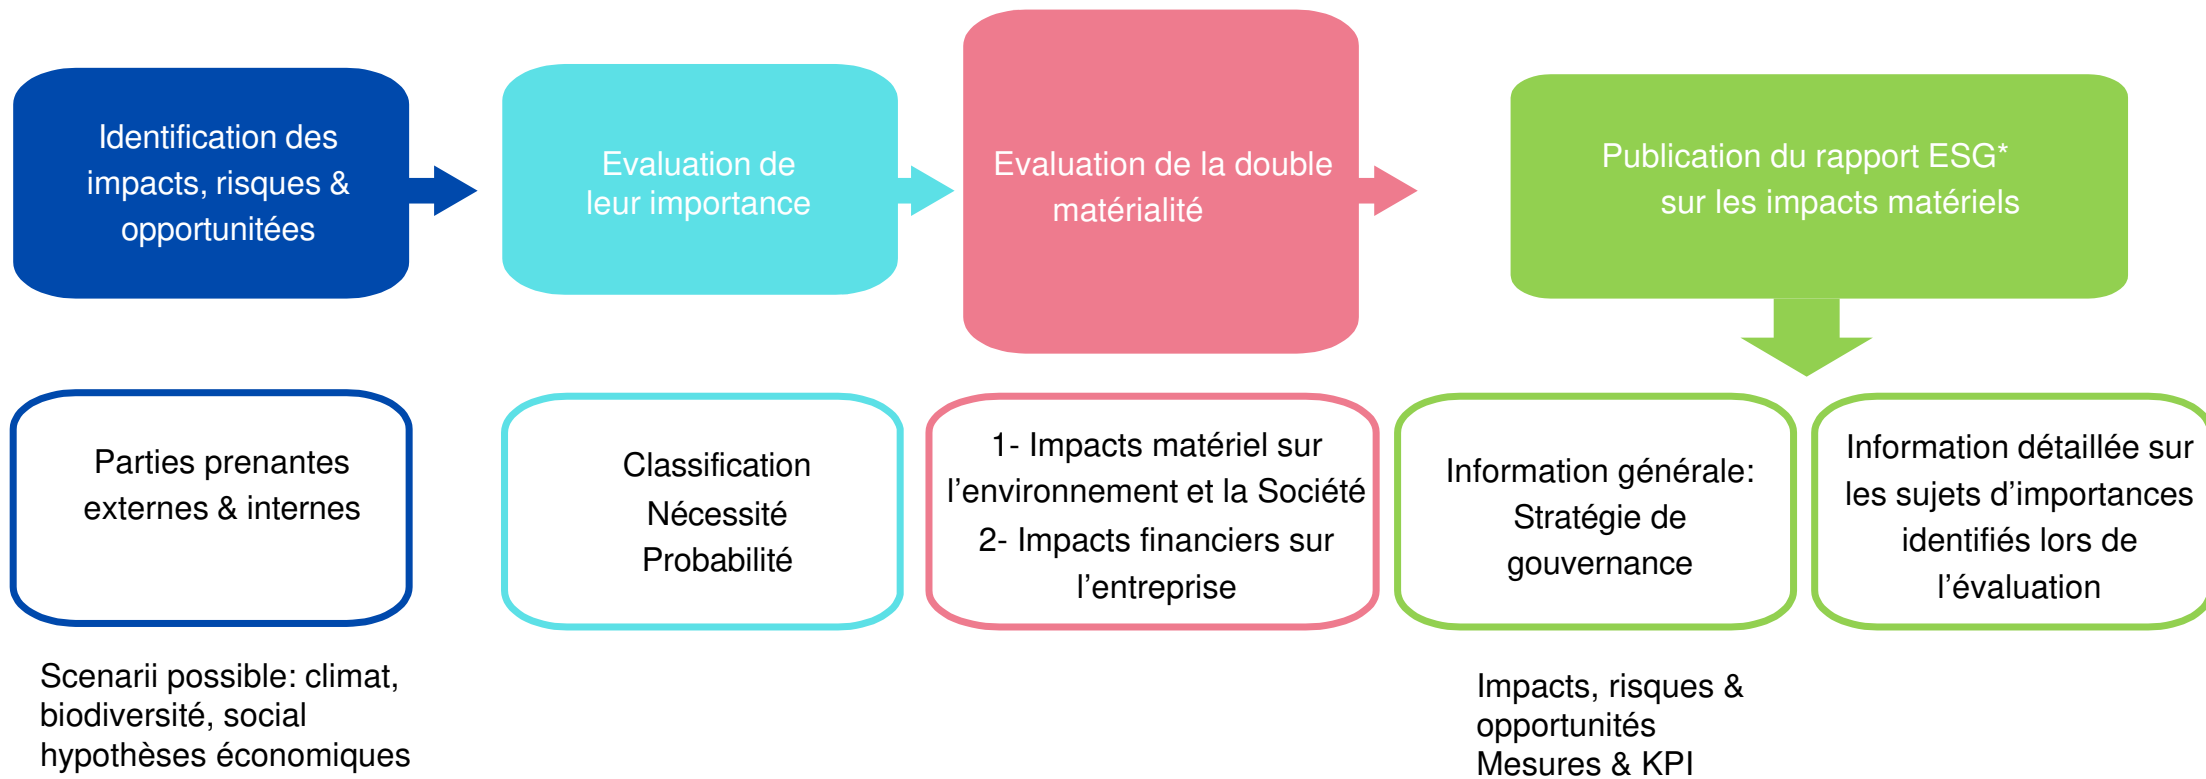 Identification des
impacts, risques &
opportunitées
Evaluation de
leur importance
Evaluation de la double
matérialité
Publication du rapport ESG*
sur les impacts matériels
Parties prenantes
externes & internes
Classification
Nécessité
Probabilité
1- Impacts matériel sur
l’environnement et la Société
2- Impacts financiers sur
l’entreprise
Information générale:
Stratégie de
gouvernance
Information détaillée sur
les sujets d’importances
identifiés lors de
l’évaluation
Scenarii possible: climat,
biodiversité, social
hypothèses économiques
Impacts, risques &
opportunités
Mesures & KPI